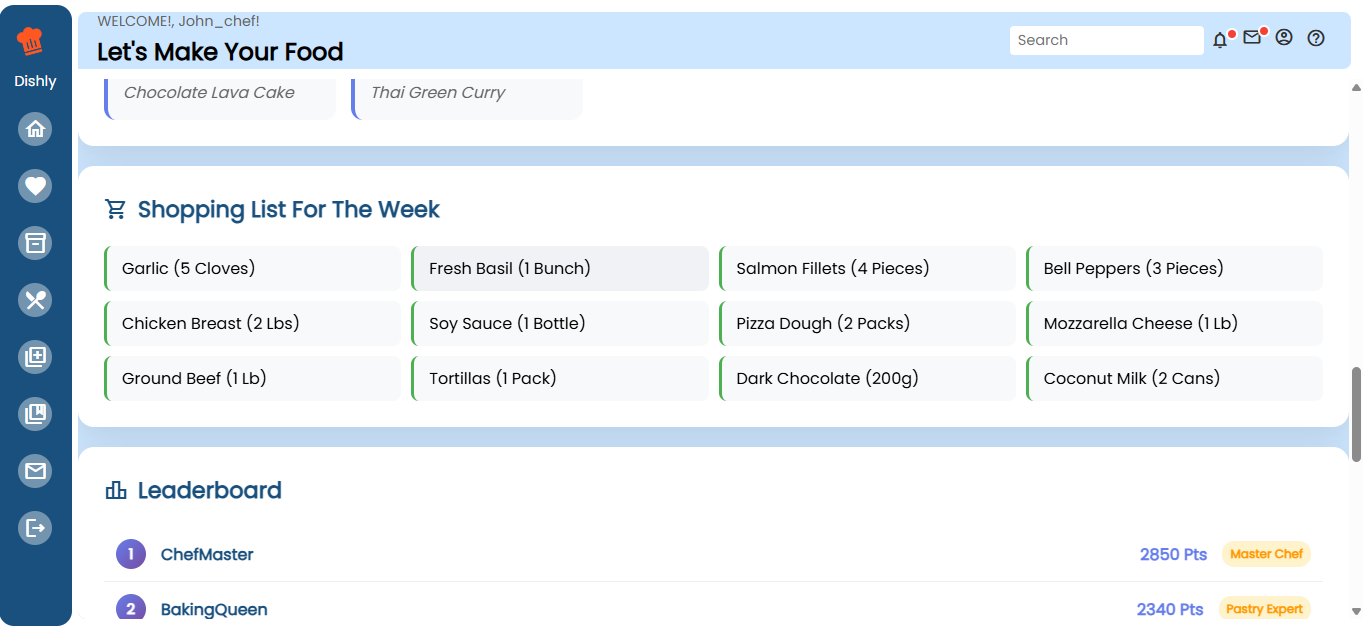 Dishly
WELCOME!, John_chef!
Let's Make Your Food
Search
Chocolate Lava Cake
Thai Green Curry
Shopping List For The Week
Garlic (5 Cloves)
Fresh Basil (1 Bunch)
Salmon Fillets (4 Pieces)
Bell Peppers (3 Pieces)
Chicken Breast (2 Lbs)
Soy Sauce (1 Bottle)
Pizza Dough (2 Packs)
Mozzarella Cheese (1 Lb)
Ground Beef (1 Lb)
Tortillas (1 Pack)
Dark Chocolate (200g)
Coconut Milk (2 Cans)
Leaderboard
1 ChefMaster 2850 Pts Master Chef
2 BakingQueen 2340 Pts Pastry Expert